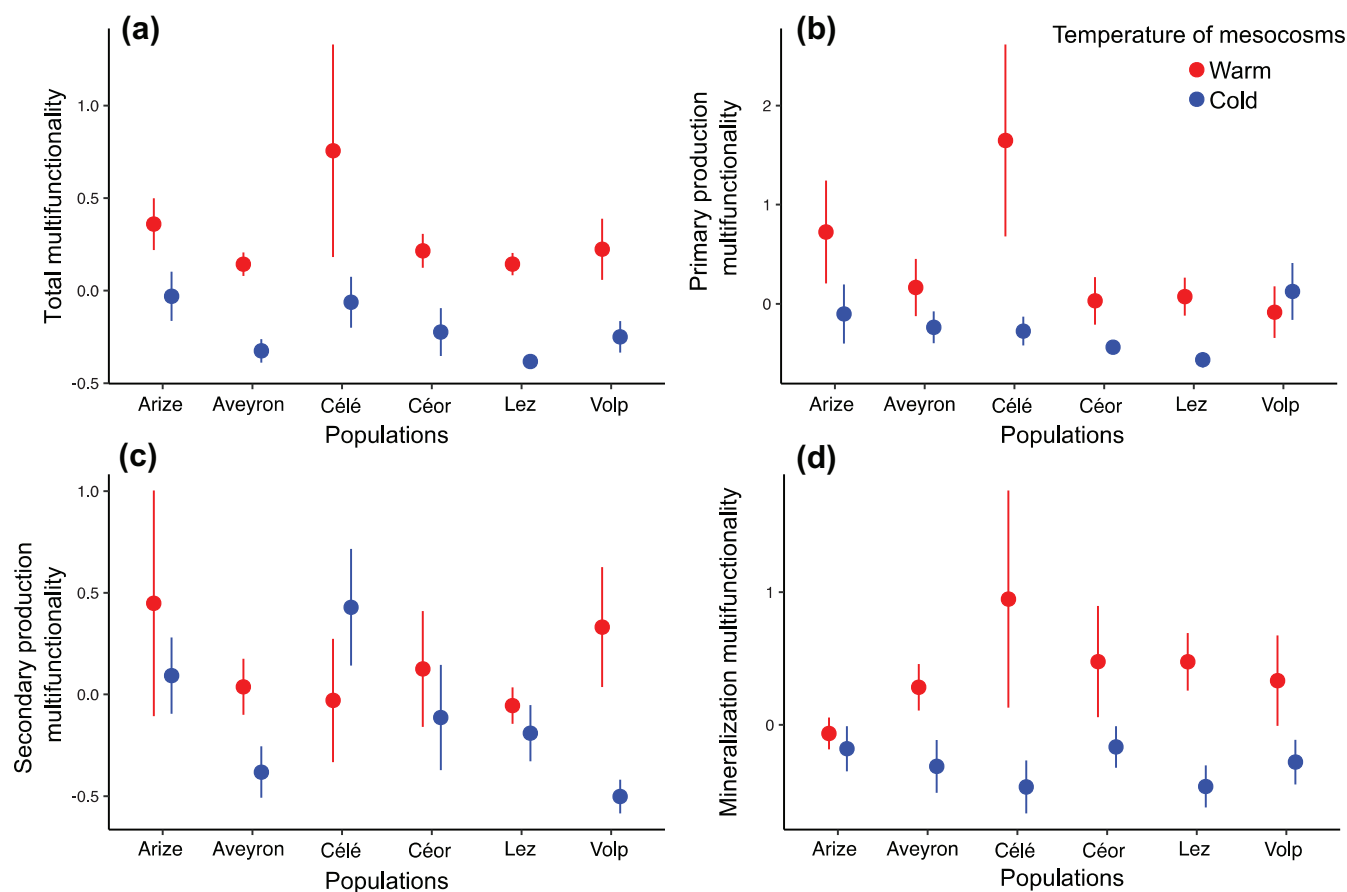 (a)
Total multifunctionality
1.0
0.5
0.0
-0.5
Arize Aveyron Célé Céor Lez Volp
Populations
(b)
Temperature of mesocosms
Warm
Cold
Primary production
multifunctionality
2
1
0
Arize Aveyron Célé Céor Lez Volp
Populations
(c)
Secondary production
multifunctionality
1.0
0.5
0.0
-0.5
Arize Aveyron Célé Céor Lez Volp
Populations
(d)
Mineralization multifunctionality
1
0
Arize Aveyron Célé Céor Lez Volp
Populations